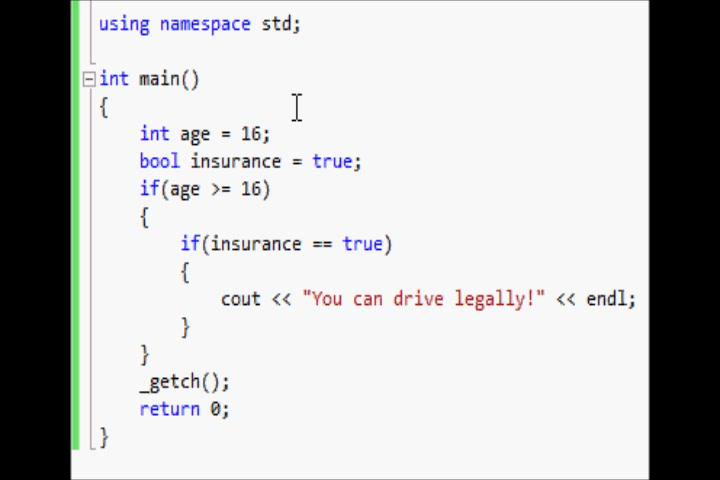 using namespace std;
int main()
{
int age = 16;
bool insurance = true;
if(age >= 16)
{
if(insurance == true)
{
cout << "You can drive legally!" << endl;
}
}
_getch();
return 0;
}